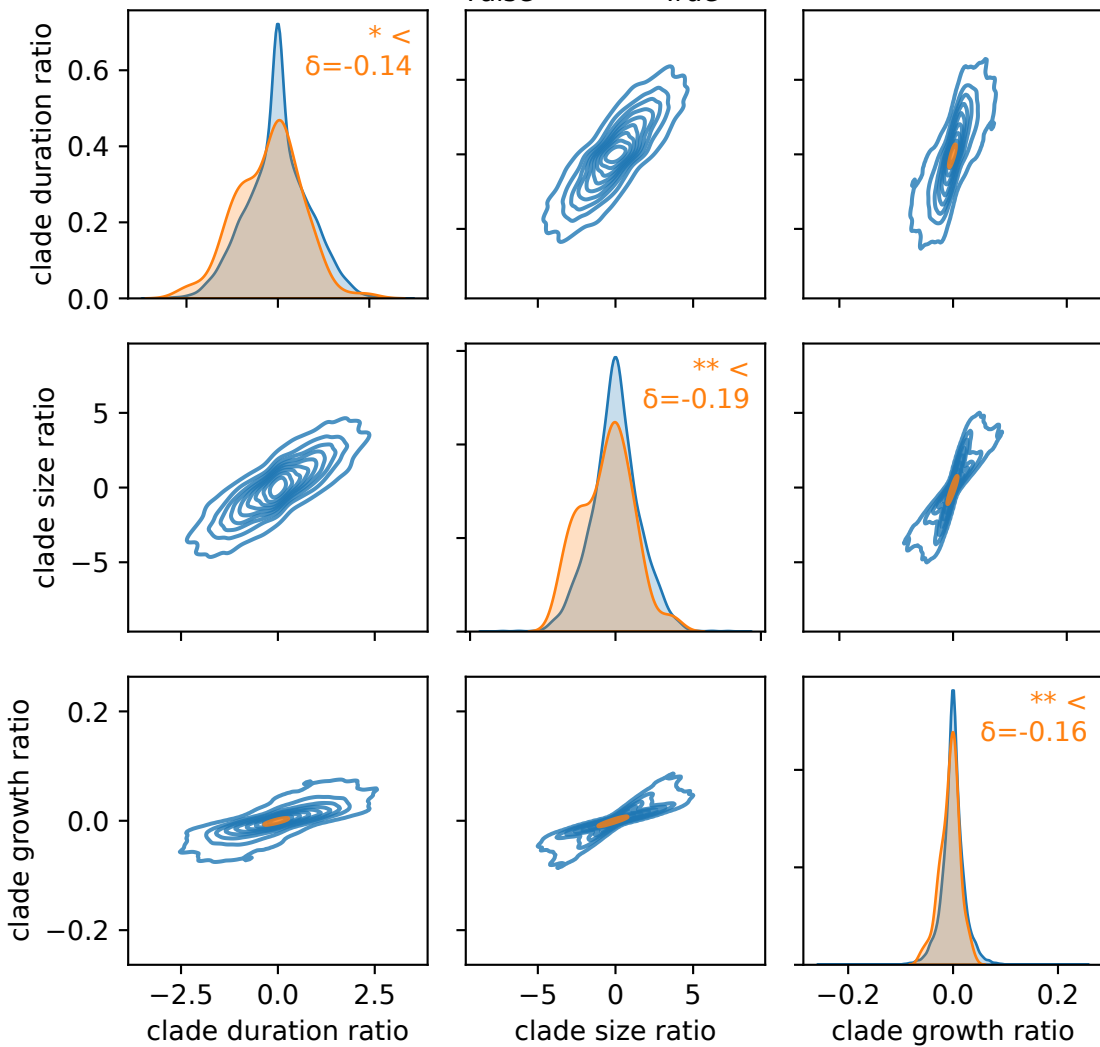 clade duration ratio
0.6
0.4
0.2
0.0
* <
δ=-0.14
clade size ratio
5
0
−5
** <
δ=-0.19
clade growth ratio
0.2
0.0
−0.2
** <
δ=-0.16
−2.5 0.0 2.5
−5 0 5
−0.2 0.0 0.2
clade duration ratio
clade size ratio
clade growth ratio